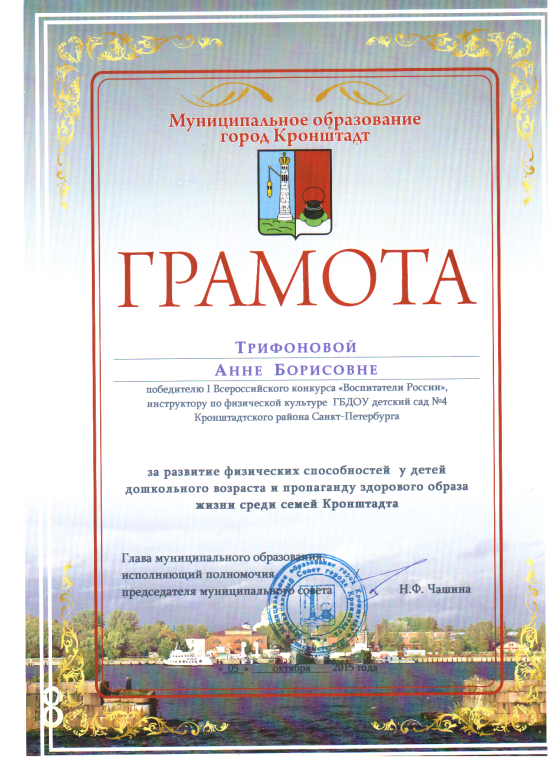 Муниципальное образование
город Кронштадт
ГРАМОТА
ТРИФОНОВОЙ
АННЕ БОРИСОВНЕ
победителю I Всероссийского конкурса «Воспитатели России»,
инструктору по физической культуре ГБДОУ детский сад №4
Кронштадтского района Санкт-Петербурга
за развитие физических способностей у детей
дошкольного возраста и пропаганду здорового образа
жизни среди семей Кронштадта
Глава муниципального образования,
исполняющий полномочия
председателя муниципального совета Н.Ф. Чашина
« 05 » октября 2015 года